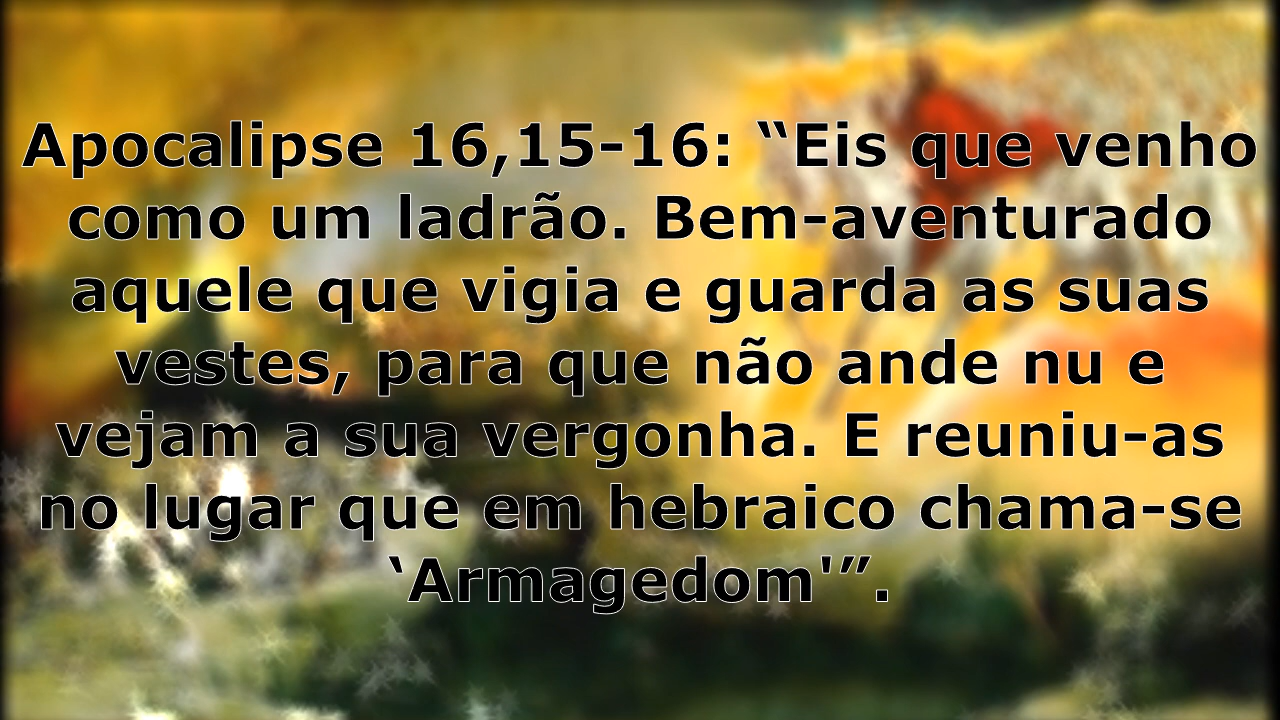 Apocalipse 16,15-16: “Eis que venho
como um ladrão. Bem-aventurado
aquele que vigia e guarda as suas
vestes, para que não ande nu e
vejam a sua vergonha. E reuniu-as
no lugar que em hebraico chama-se
‘Armagedom'”.